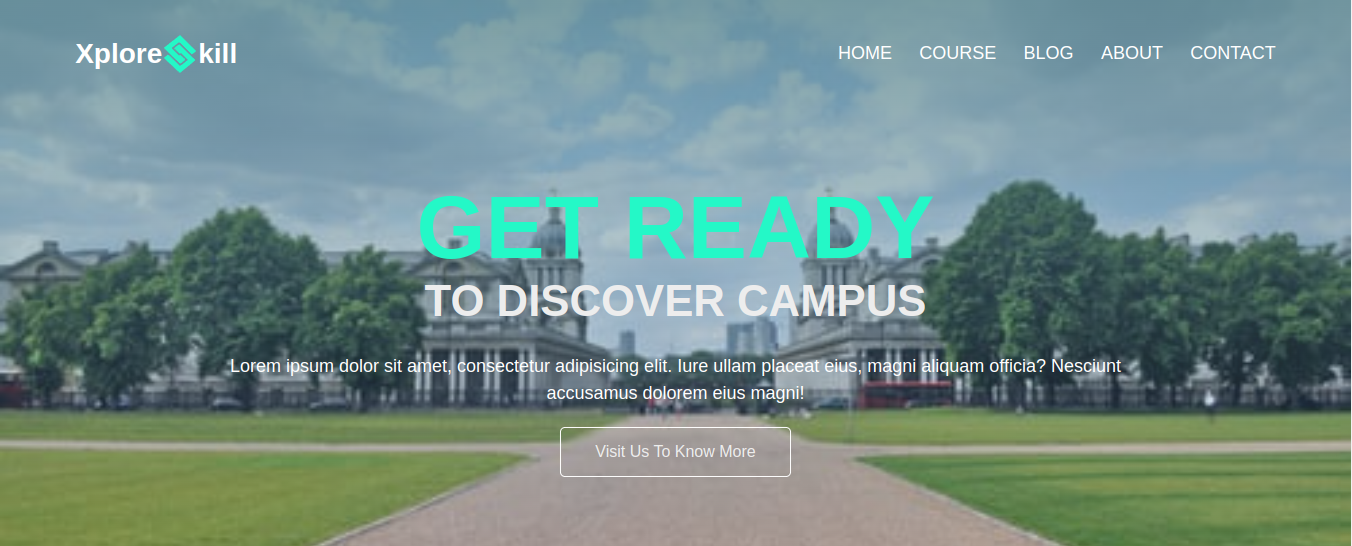 XploreSkill
HOME COURSE BLOG ABOUT CONTACT
GET READY
TO DISCOVER CAMPUS
Lorem ipsum dolor sit amet, consectetur adipisicing elit. Iure ullam placeat eius, magni aliquam officia? Nesciunt
accusamus dolorem eius magni!
Visit Us To Know More